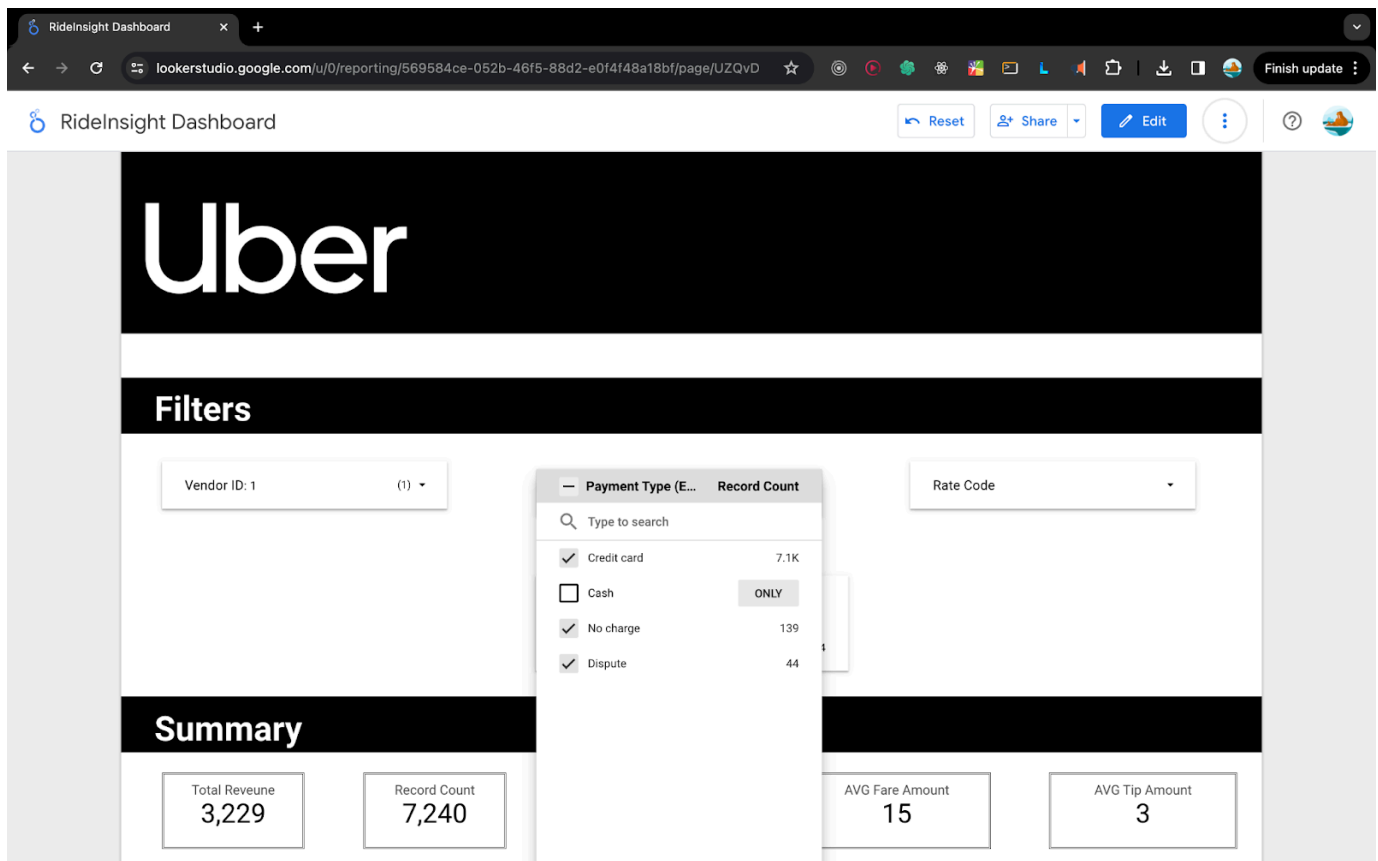 RideInsight Dashboard
lookerstudio.google.com/u/0/reporting/569584ce-052b-46f5-88d2-e0f4f48a18bf/page/UZQvD
Finish update
RideInsight Dashboard
Reset
Share
Edit
Uber
Filters
Vendor ID: 1 (1)
Payment Type (E... Record Count
Rate Code
Type to search
Credit card 7.1K
Cash ONLY
No charge 139
Dispute 44
4
Summary
Total Reveune
3,229
Record Count
7,240
AVG Fare Amount
15
AVG Tip Amount
3